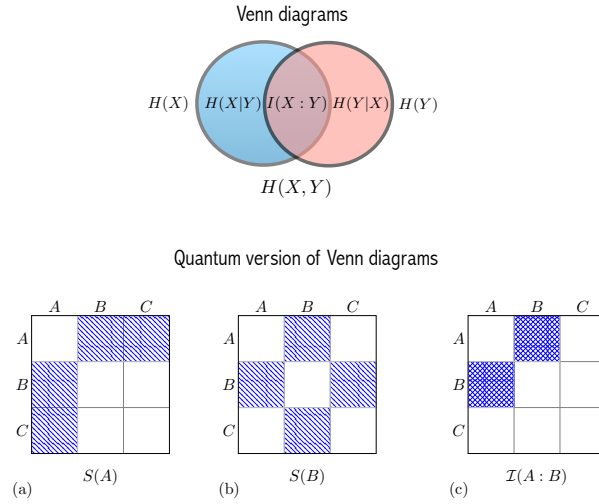 Venn diagrams
H(X) H(X|Y) I(X : Y) H(Y|X) H(Y)
H(X, Y)
Quantum version of Venn diagrams
A B C A B C A B C
A A A
B B B
C C C
(a) S(A) (b) S(B) (c) 𝓘(A : B)